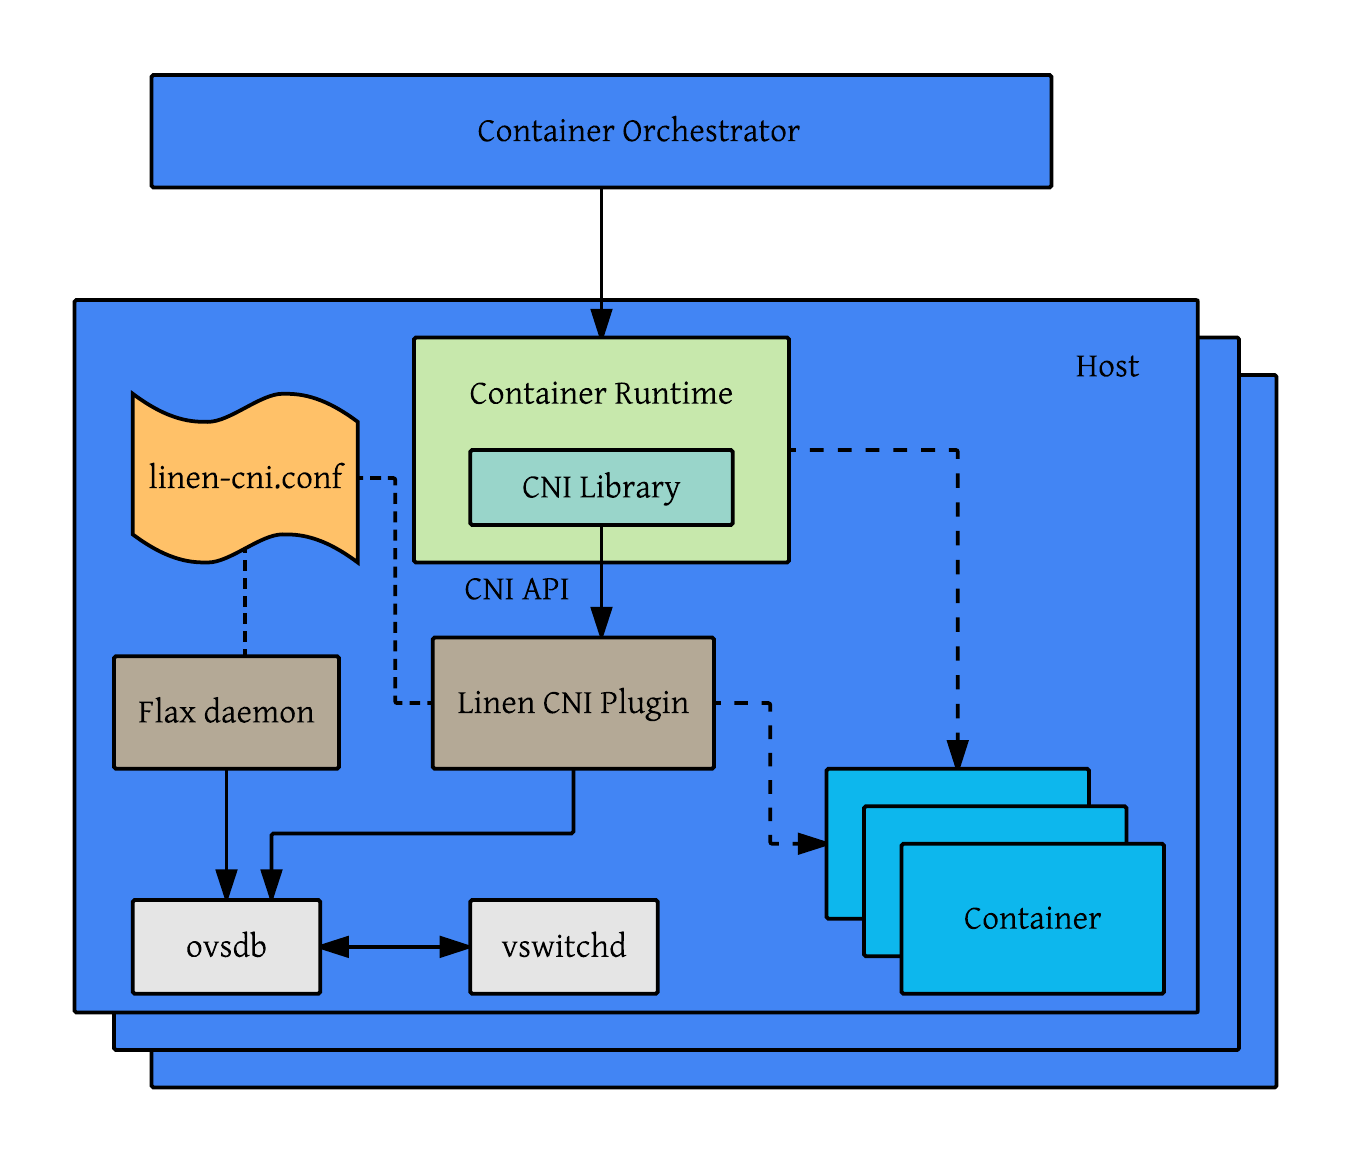 Container Orchestrator
Host
Container Runtime
linen-cni.conf
CNI Library
CNI API
Flax daemon
Linen CNI Plugin
Container
ovsdb
vswitchd